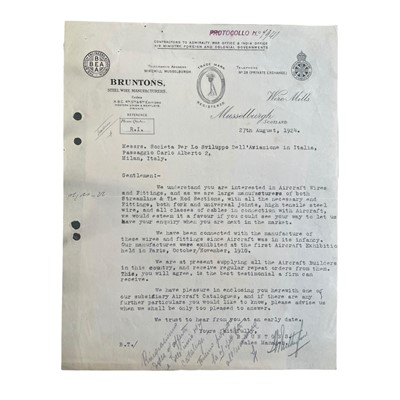 CONTRACTORS TO ADMIRALTY, WAR OFFICE & INDIA OFFICE
AIR MINISTRY, FOREIGN AND COLONIAL GOVERNMENTS
PROTOCOLLO N.
BEA
TRADE MARK
REGISTERED
BRUNTONS,
STEEL WIRE MANUFACTURERS,
Wire Mills,
Musselburgh,
SCOTLAND.
REFERENCE
27th August, 1924.
Messrs. Societa Per Lo Sviluppo Dell'Aviazione in Italia,
Passaggio Carlo Alberto 2,
Milan, Italy.
Gentlemen:-
We understand you are interested in Aircraft Wires
and Fittings, and as we are large manufacturers of both
Streamline & Tie Rod Sections, with all the necessary end
Fittings, both fork and universal joints, high tensile steel
wire, and all classes of cables in connection with Aircraft,
we would esteem it a favour if you could see your way to let us
have your enquiry when you are next in the market.
We have been connected with the manufacture of
these wires and fittings since Aircraft was in its infancy.
Our manufactures were exhibited at the first Aircraft Exhibition
held in Paris, October/November, 1910.
We are at present supplying all the Aircraft Builders
in this country, and receive regular repeat orders from them.
This, you will agree, is the best testimonial a firm can
receive.
We have pleasure in enclosing you herewith one of
our subsidiary Aircraft Catalogues, and if there are any
further particulars you would like to know, please advise us
when we shall be only too pleased to answer.
We trust to hear from you at an early date.
Yours faithfully,
BRUNTONS.
Sales Manager.